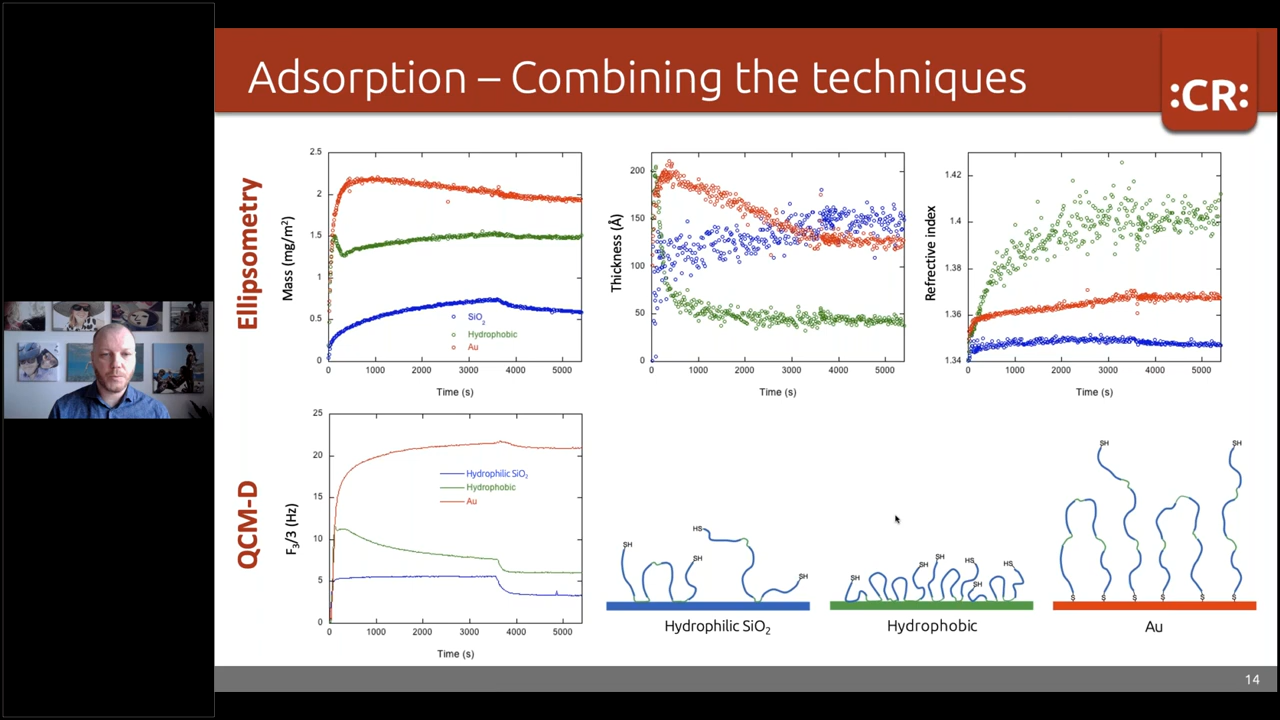 Adsorption – Combining the techniques
:CR:
Ellipsometry
Mass (mg/m²)
2.5
2
1.5
1
0.5
0
SiO₂
Hydrophobic
Au
0 1000 2000 3000 4000 5000
Time (s)
Thickness (Å)
200
150
100
50
0
0 1000 2000 3000 4000 5000
Time (s)
Refrective index
1.42
1.4
1.38
1.36
1.34
0 1000 2000 3000 4000 5000
Time (s)
QCM-D
F₃/3 (Hz)
25
20
15
10
5
0
Hydrophilic SiO₂
Hydrophobic
Au
0 1000 2000 3000 4000 5000
Time (s)
SH
SH
HS
SH
Hydrophilic SiO₂
SH
SH
SH
HS
SH
HS
Hydrophobic
SH
SH
S S S S S S
Au
14